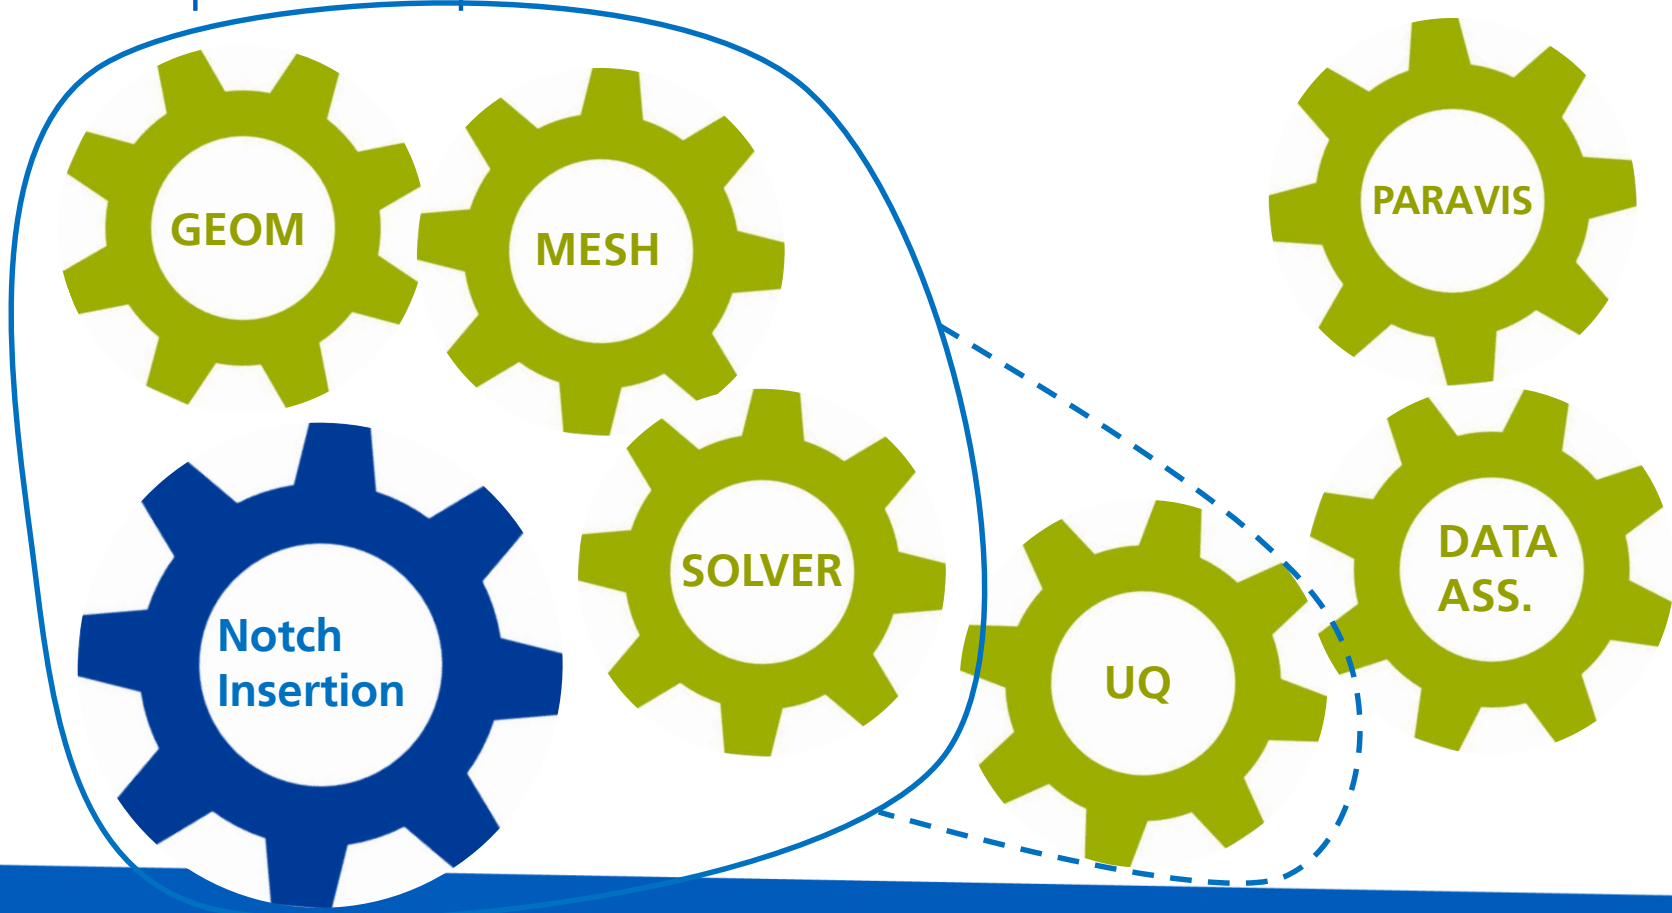 GEOM
MESH
PARAVIS
SOLVER
DATA
ASS.
Notch
Insertion
UQ